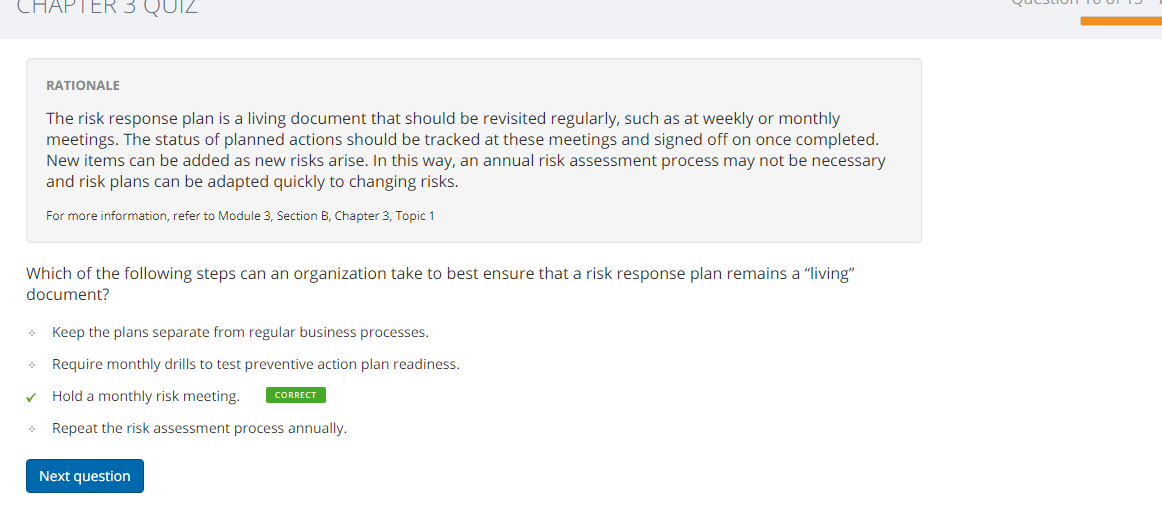 CHAPTER 3 QUIZ
Question 10 of 15
RATIONALE
The risk response plan is a living document that should be revisited regularly, such as at weekly or monthly
meetings. The status of planned actions should be tracked at these meetings and signed off on once completed.
New items can be added as new risks arise. In this way, an annual risk assessment process may not be necessary
and risk plans can be adapted quickly to changing risks.
For more information, refer to Module 3, Section B, Chapter 3, Topic 1
Which of the following steps can an organization take to best ensure that a risk response plan remains a “living”
document?
Keep the plans separate from regular business processes.
Require monthly drills to test preventive action plan readiness.
Hold a monthly risk meeting. CORRECT
Repeat the risk assessment process annually.
Next question